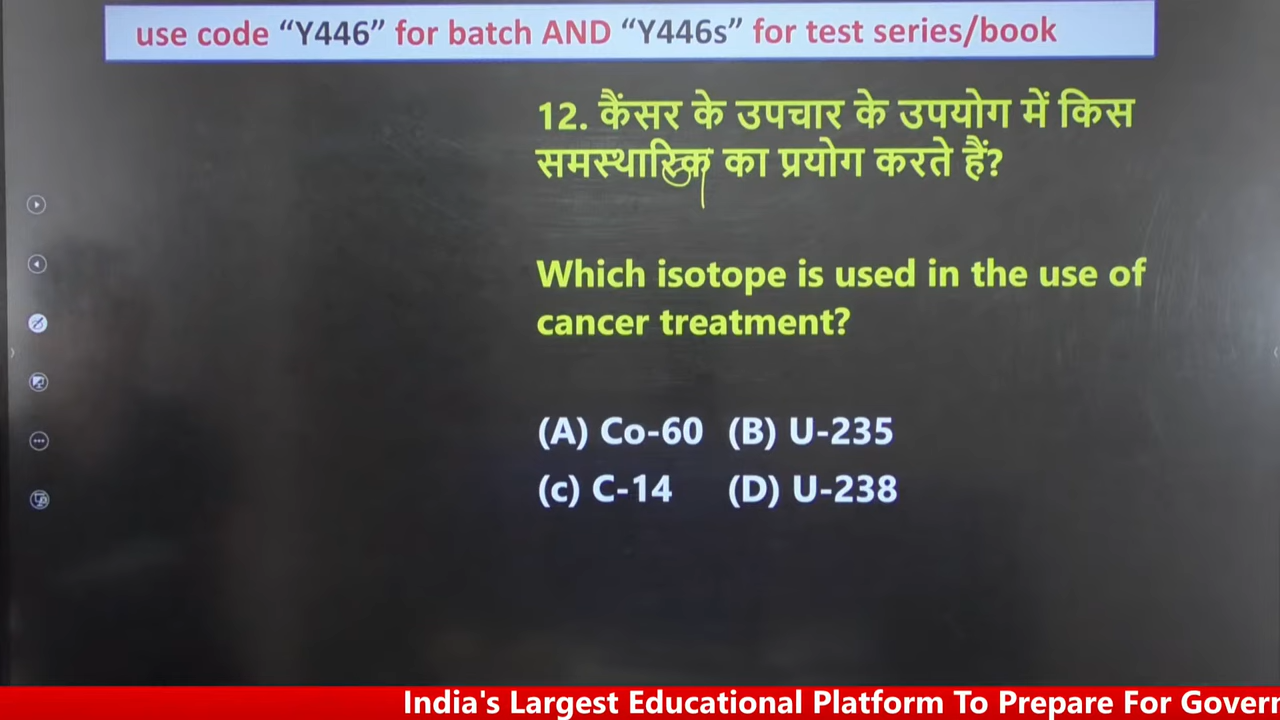 use code “Y446” for batch AND “Y446s” for test series/book
12. कैंसर के उपचार के उपयोग में किस
का प्रयोग करते हैं?
Which isotope is used in the use of
cancer treatment?
(A) Co-60 (B) U-235
(c) C-14 (D) U-238
India's Largest Educational Platform To Prepare For Govern